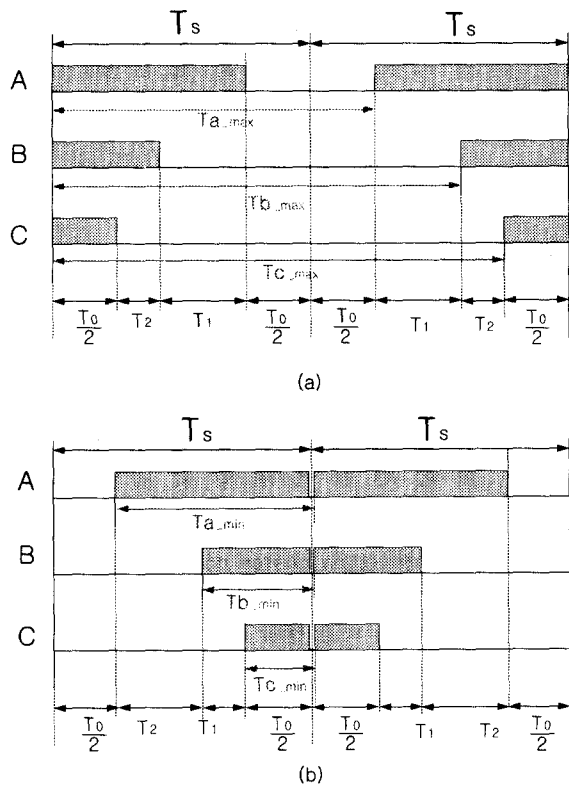 Ts Ts
A
Ta_max
B
Tb_max
C
Tc_max
T0/2 T2 T1 T0/2 T0/2 T1 T2 T0/2
(a)
Ts Ts
A
Ta_min
B
Tb_min
C
Tc_min
T0/2 T2 T1 T0/2 T0/2 T1 T2 T0/2
(b)